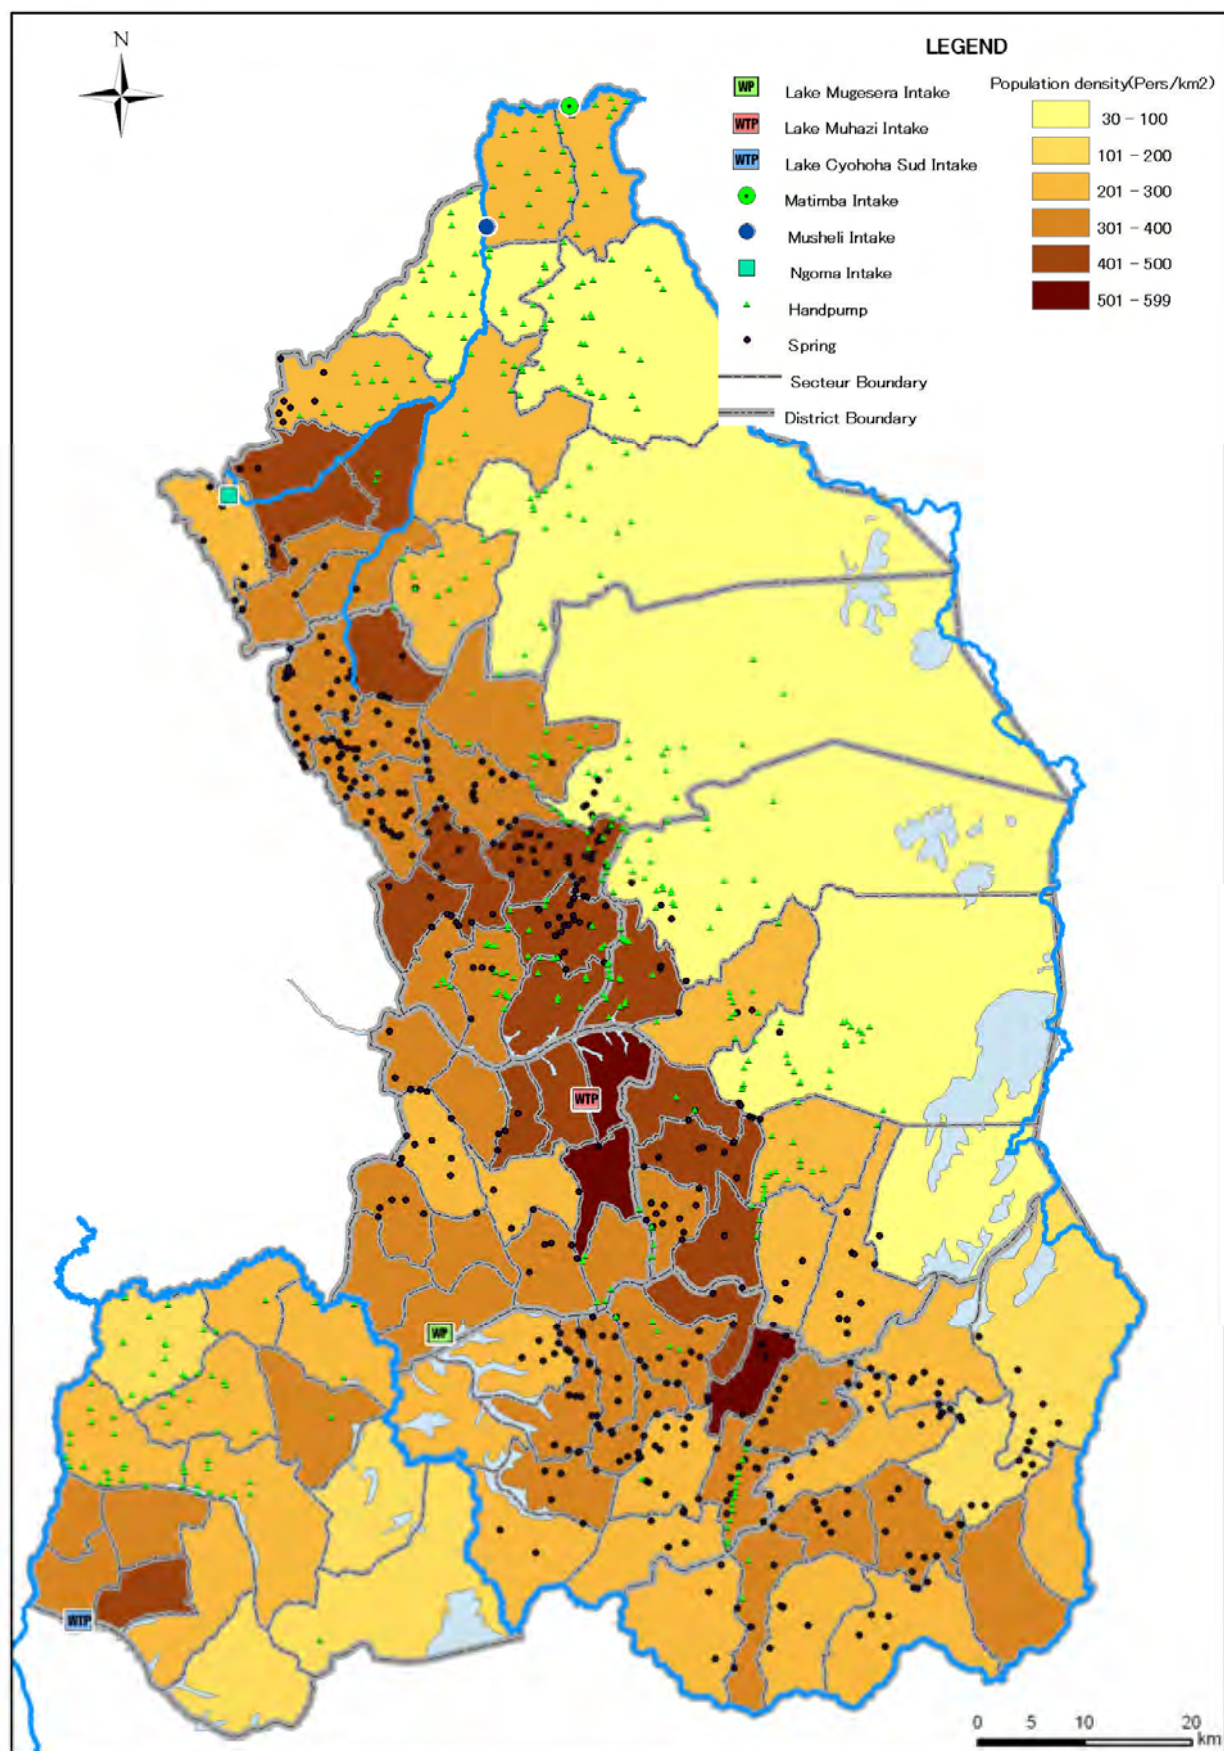 N
LEGEND
WP Lake Mugesera Intake
WTP Lake Muhazi Intake
WTP Lake Cyohoha Sud Intake
Matimba Intake
Musheli Intake
Ngoma Intake
Handpump
Spring
Secteur Boundary
District Boundary
Population density(Pers/km2)
30 - 100
101 - 200
201 - 300
301 - 400
401 - 500
501 - 599
WTP
WP
WTP
0 5 10 20
km